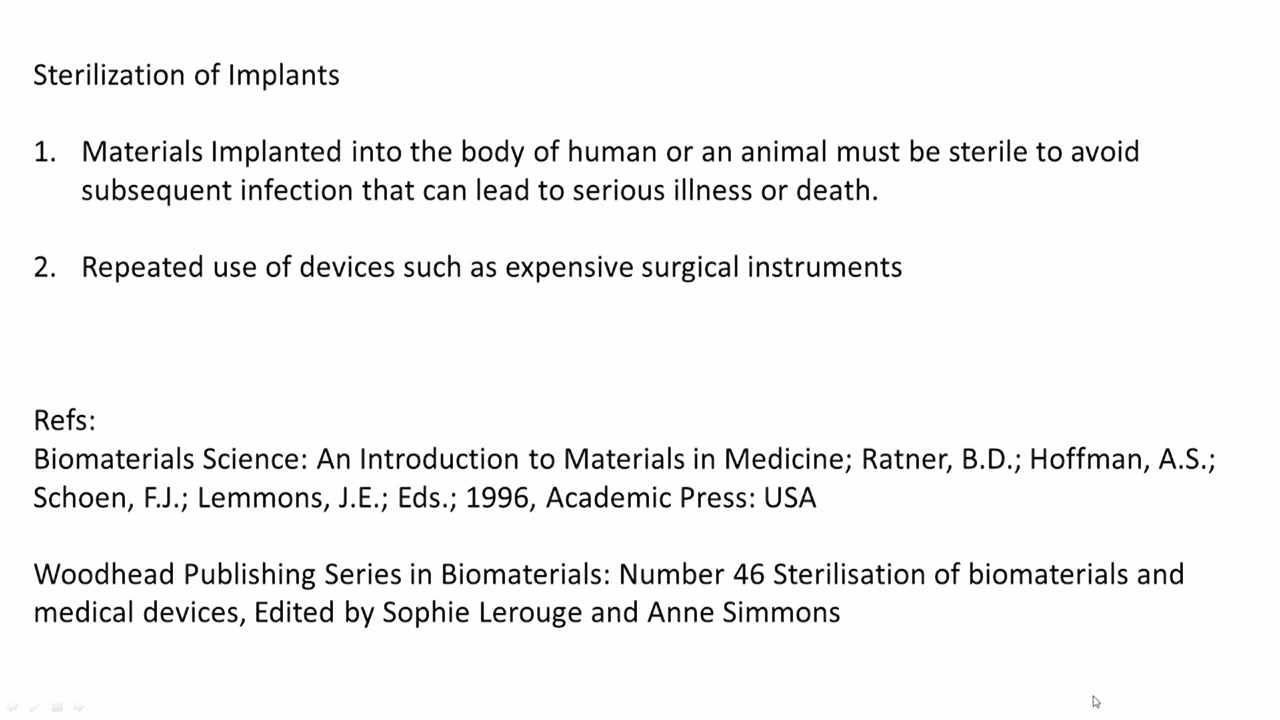 Sterilization of Implants
1. Materials Implanted into the body of human or an animal must be sterile to avoid
subsequent infection that can lead to serious illness or death.
2. Repeated use of devices such as expensive surgical instruments
Refs:
Biomaterials Science: An Introduction to Materials in Medicine; Ratner, B.D.; Hoffman, A.S.;
Schoen, F.J.; Lemmons, J.E.; Eds.; 1996, Academic Press: USA
Woodhead Publishing Series in Biomaterials: Number 46 Sterilisation of biomaterials and
medical devices, Edited by Sophie Lerouge and Anne Simmons